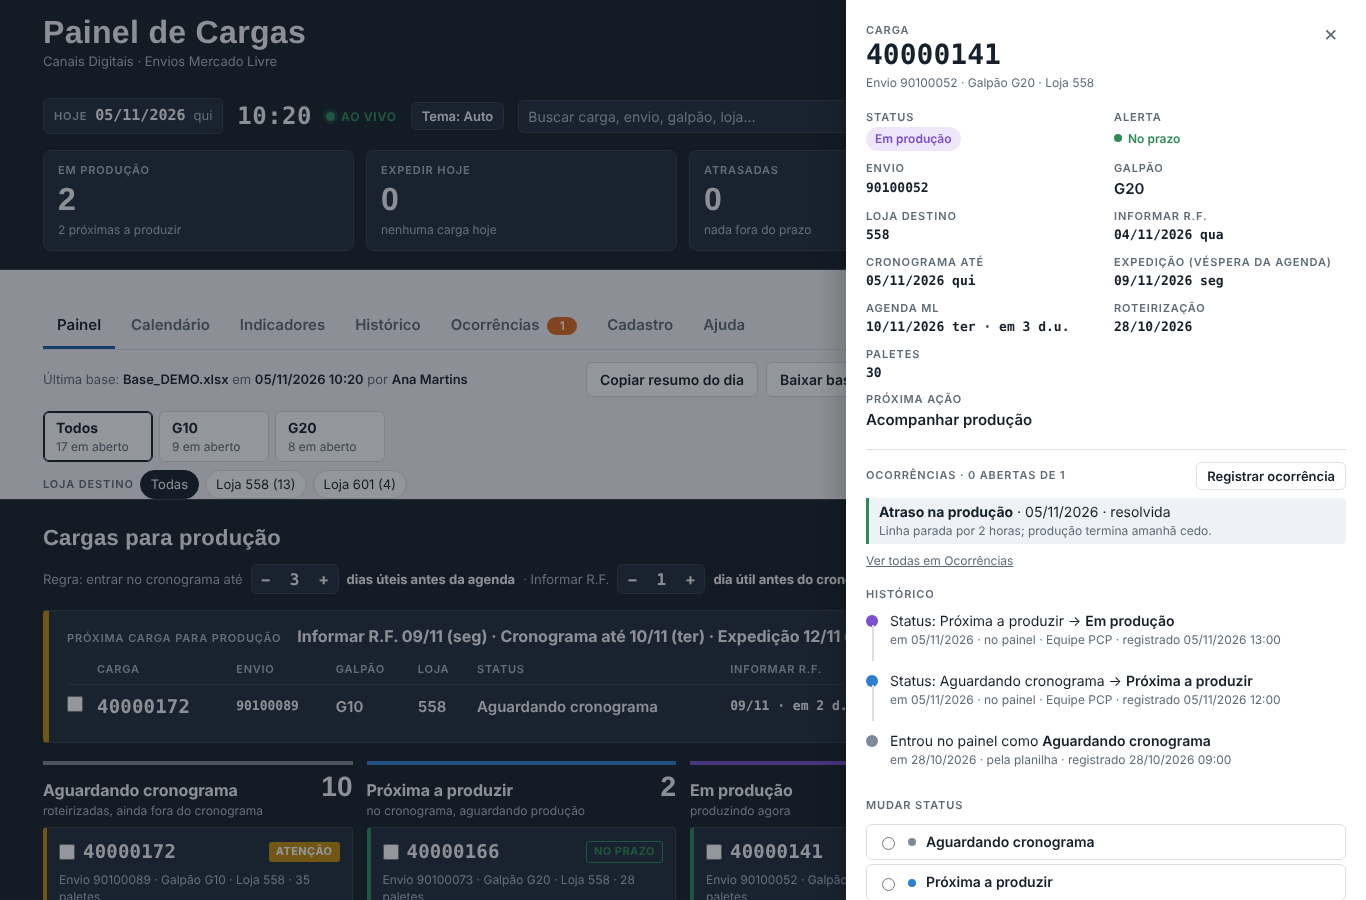 Painel de Cargas
Canais Digitais · Envios Mercado Livre
HOJE 05/11/2026 qui
10:20
AO VIVO
Tema: Auto
Buscar carga, envio, galpão, loja...
EM PRODUÇÃO
2
2 próximas a produzir
EXPEDIR HOJE
0
nenhuma carga hoje
ATRASADAS
0
nada fora do prazo
Painel
Calendário
Indicadores
Histórico
Ocorrências 1
Cadastro
Ajuda
Última base: Base_DEMO.xlsx em 05/11/2026 10:20 por Ana Martins
Copiar resumo do dia
Baixar bas
Todos
17 em aberto
G10
9 em aberto
G20
8 em aberto
LOJA DESTINO
Todas
Loja 558 (13)
Loja 601 (4)
Cargas para produção
Regra: entrar no cronograma até − 3 + dias úteis antes da agenda · Informar R.F. − 1 + dia útil antes do cron
PRÓXIMA CARGA PARA PRODUÇÃO Informar R.F. 09/11 (seg) · Cronograma até 10/11 (ter) · Expedição 12/11 (
CARGA ENVIO GALPÃO LOJA STATUS INFORMAR R.F.
40000172 90100089 G10 558 Aguardando cronograma 09/11 · em 2 d.
Aguardando cronograma 10
roteirizadas, ainda fora do cronograma
40000172 ATENÇÃO
Envio 90100089 · Galpão G10 · Loja 558 · 35
paletes
Próxima a produzir 2
no cronograma, aguardando produção
40000166 NO PRAZO
Envio 90100073 · Galpão G20 · Loja 558 · 28
paletes
Em produção
produzindo agora
40000141
Envio 90100052 · Galpão
paletes
CARGA
40000141
Envio 90100052 · Galpão G20 · Loja 558
✕
STATUS
Em produção
ALERTA
No prazo
ENVIO
90100052
GALPÃO
G20
LOJA DESTINO
558
INFORMAR R.F.
04/11/2026 qua
CRONOGRAMA ATÉ
05/11/2026 qui
EXPEDIÇÃO (VÉSPERA DA AGENDA)
09/11/2026 seg
AGENDA ML
10/11/2026 ter · em 3 d.u.
ROTEIRIZAÇÃO
28/10/2026
PALETES
30
PRÓXIMA AÇÃO
Acompanhar produção
OCORRÊNCIAS · 0 ABERTAS DE 1
Registrar ocorrência
Atraso na produção · 05/11/2026 · resolvida
Linha parada por 2 horas; produção termina amanhã cedo.
Ver todas em Ocorrências
HISTÓRICO
Status: Próxima a produzir → Em produção
em 05/11/2026 · no painel · Equipe PCP · registrado 05/11/2026 13:00
Status: Aguardando cronograma → Próxima a produzir
em 05/11/2026 · no painel · Equipe PCP · registrado 05/11/2026 12:00
Entrou no painel como Aguardando cronograma
em 28/10/2026 · pela planilha · registrado 28/10/2026 09:00
MUDAR STATUS
Aguardando cronograma
Próxima a produzir